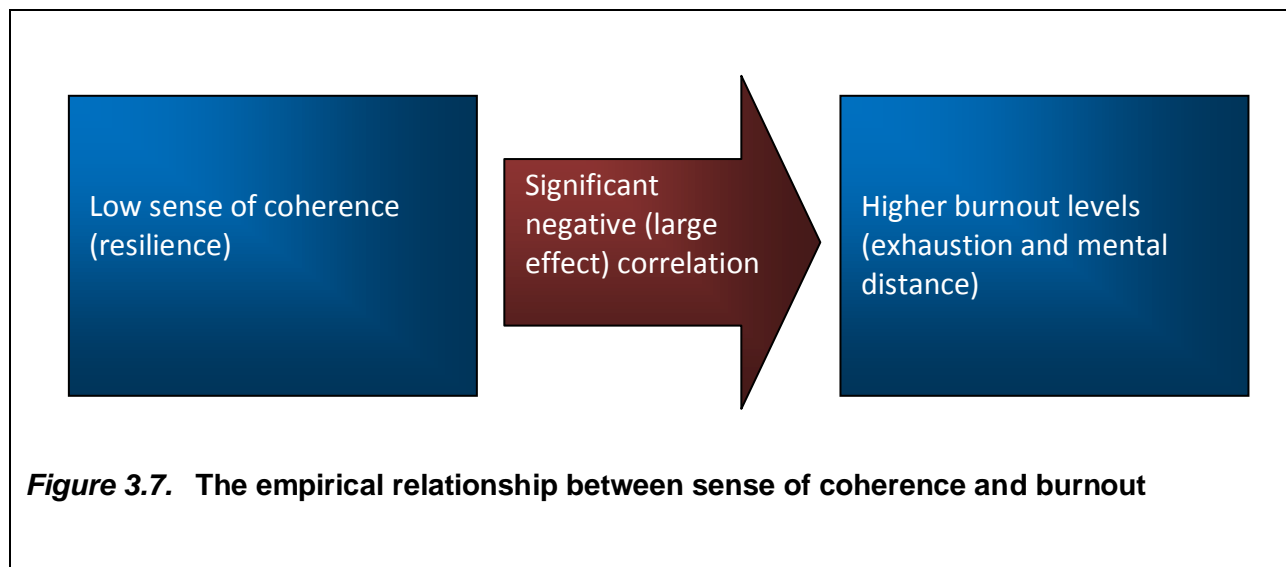 Low sense of coherence
(resilience)
Significant
negative (large
effect) correlation
Higher burnout levels
(exhaustion and mental
distance)
Figure 3.7. The empirical relationship between sense of coherence and burnout